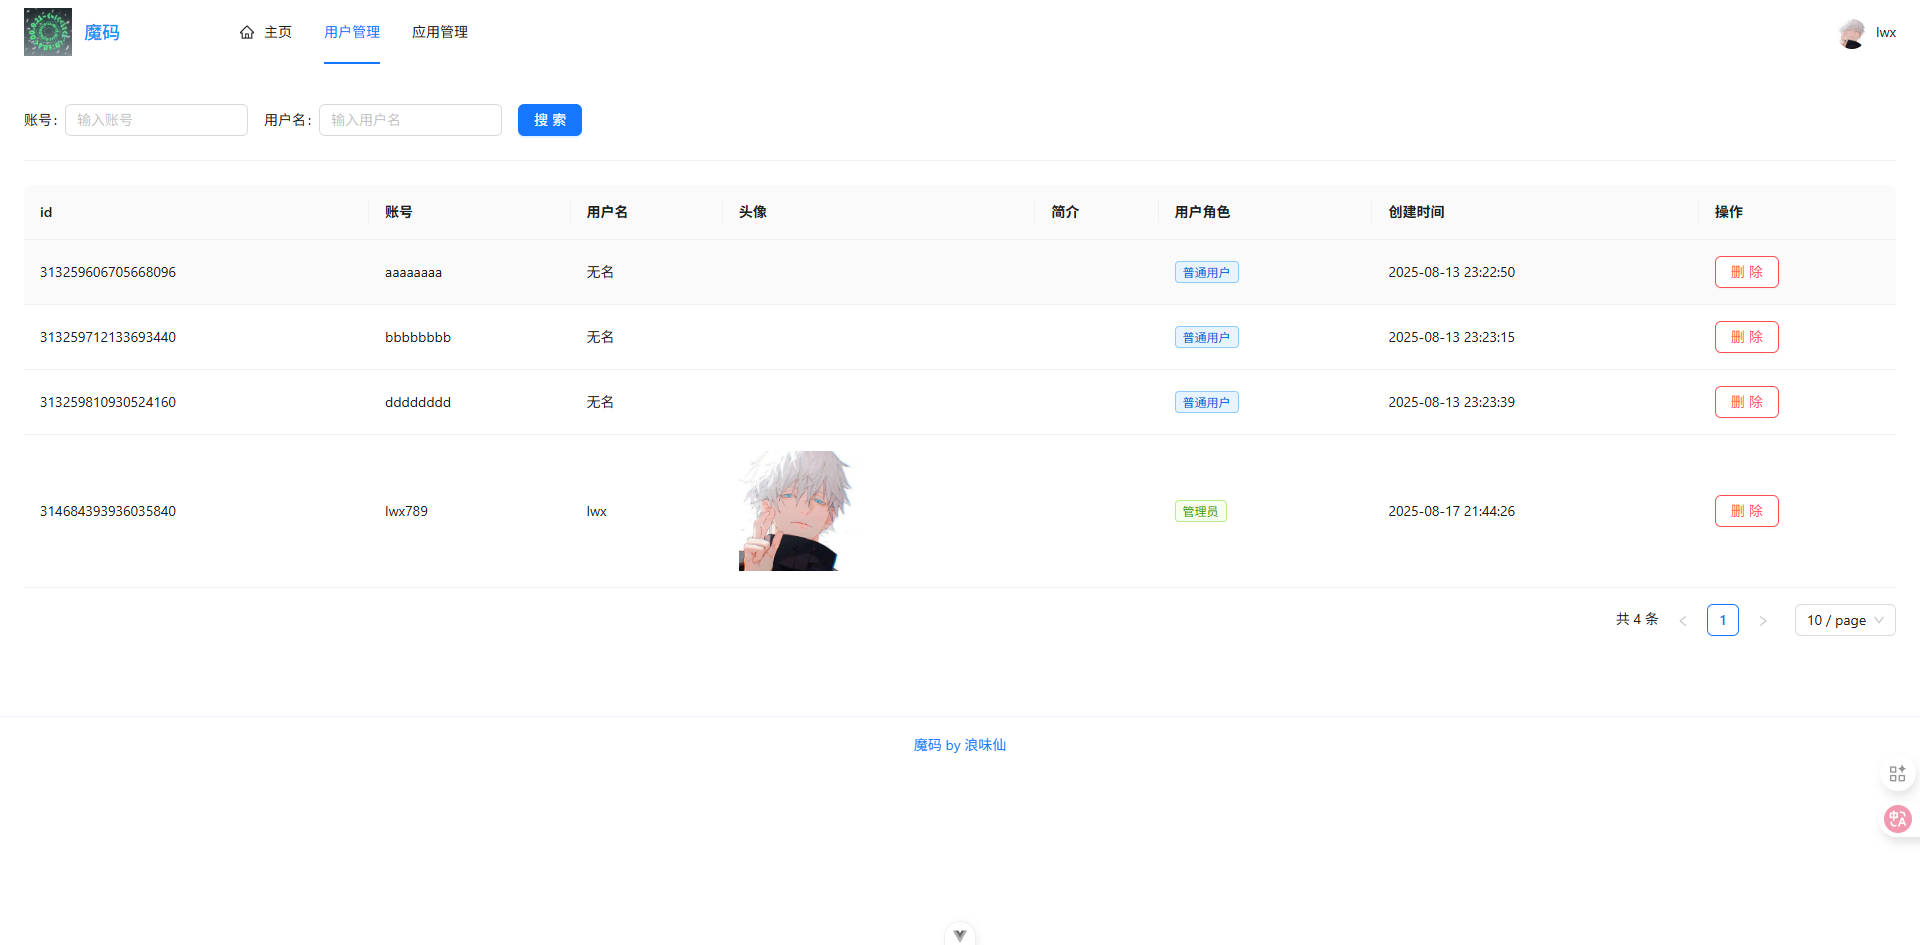 魔码
主页 用户管理 应用管理 lwx
账号: 输入账号 用户名: 输入用户名 搜 索
id 账号 用户名 头像 简介 用户角色 创建时间 操作
313259606705668096 aaaaaaaa 无名 普通用户 2025-08-13 23:22:50 删 除
313259712133693440 bbbbbbbb 无名 普通用户 2025-08-13 23:23:15 删 除
313259810930524160 dddddddd 无名 普通用户 2025-08-13 23:23:39 删 除
314684393936035840 lwx789 lwx 管理员 2025-08-17 21:44:26 删 除
共 4 条 < 1 > 10 / page
魔码 by 浪味仙